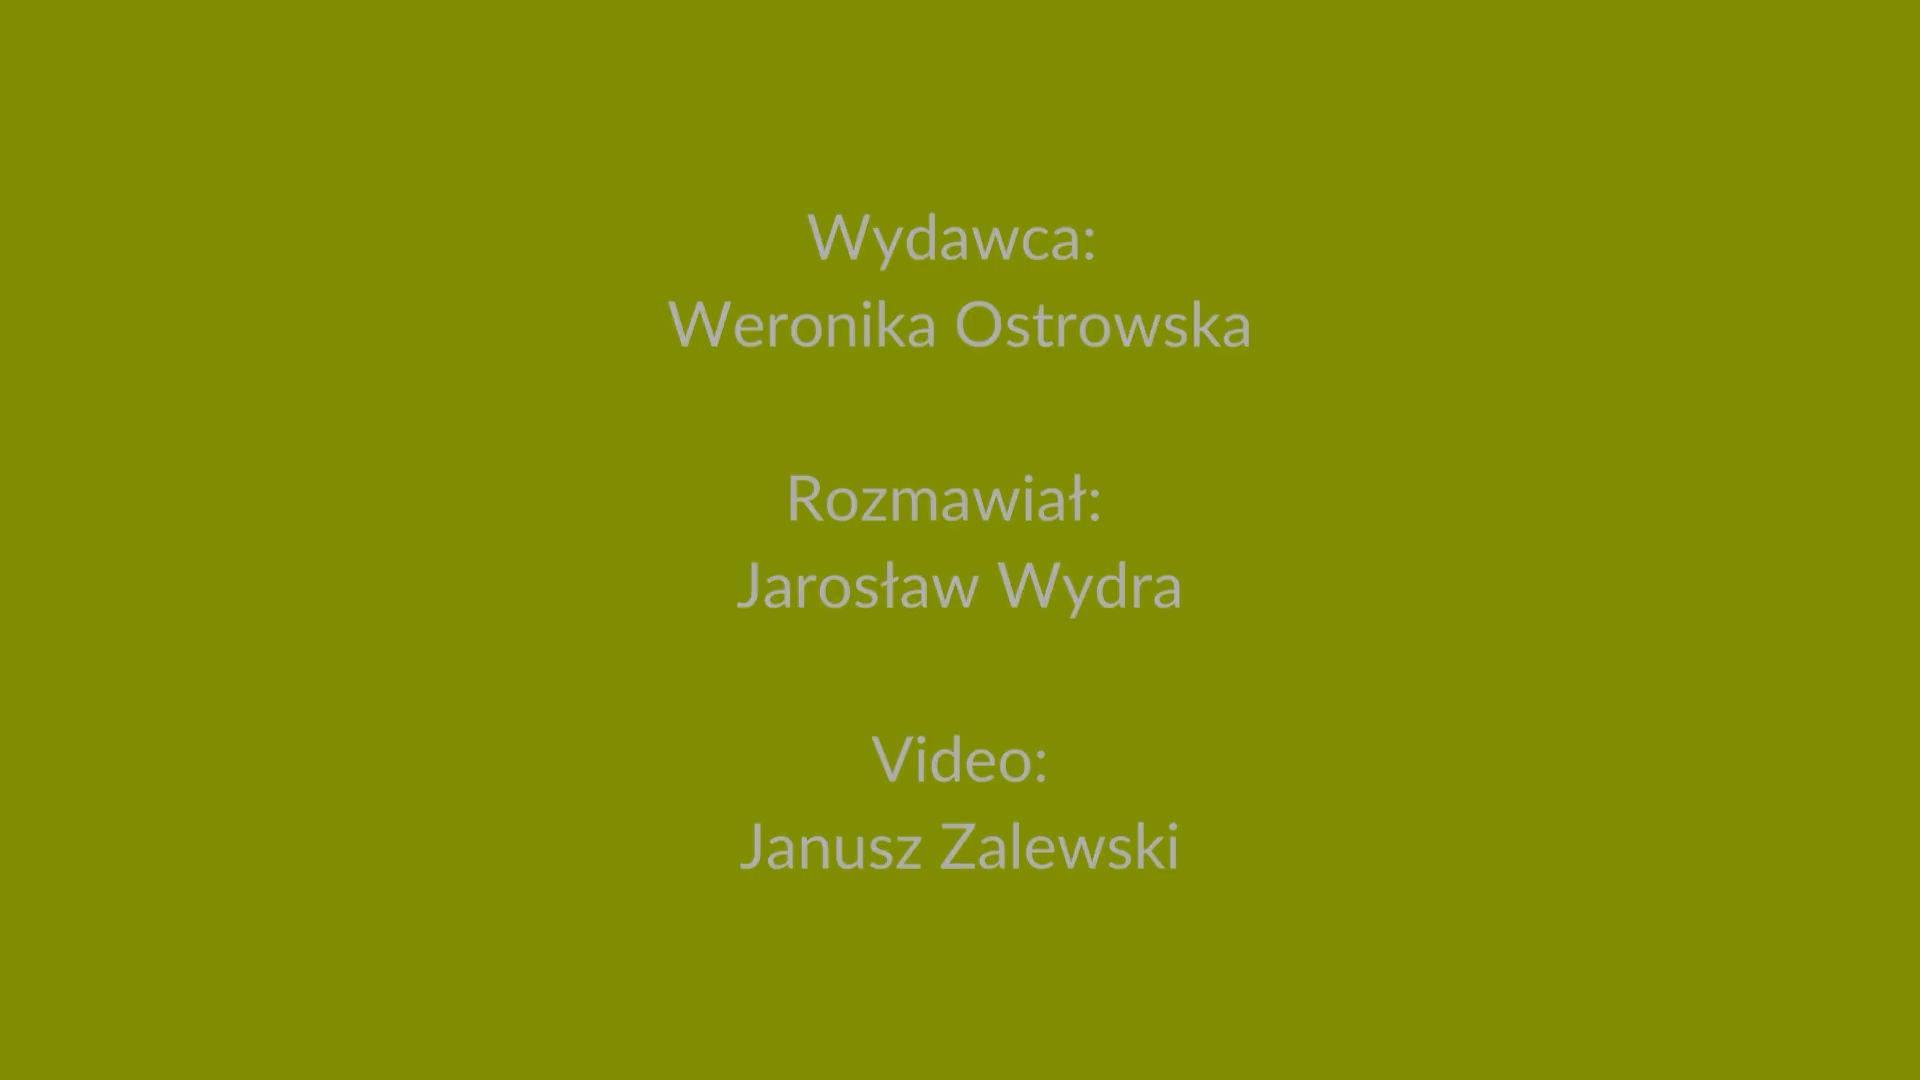 Wydawca:
Weronika Ostrowska
Rozmawiał:
Jarosław Wydra
Video:
Janusz Zalewski